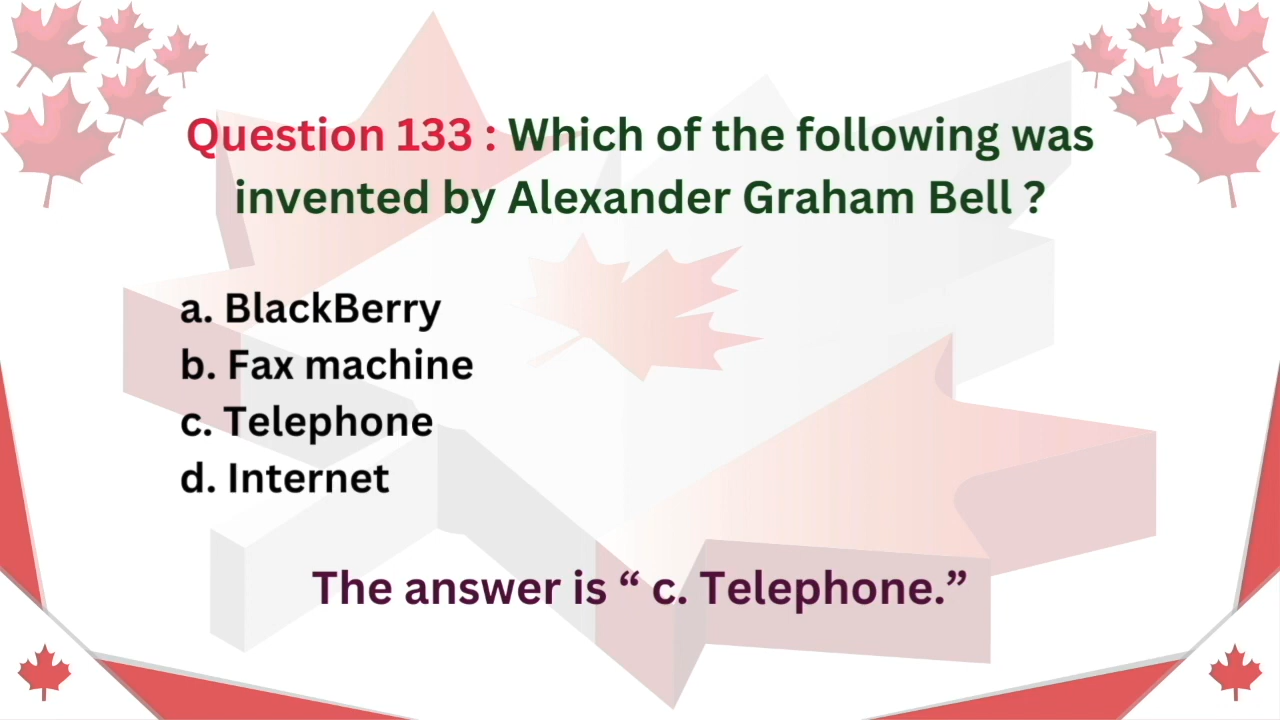 Question 133 : Which of the following was
invented by Alexander Graham Bell ?
a. BlackBerry
b. Fax machine
c. Telephone
d. Internet
The answer is “ c. Telephone.”